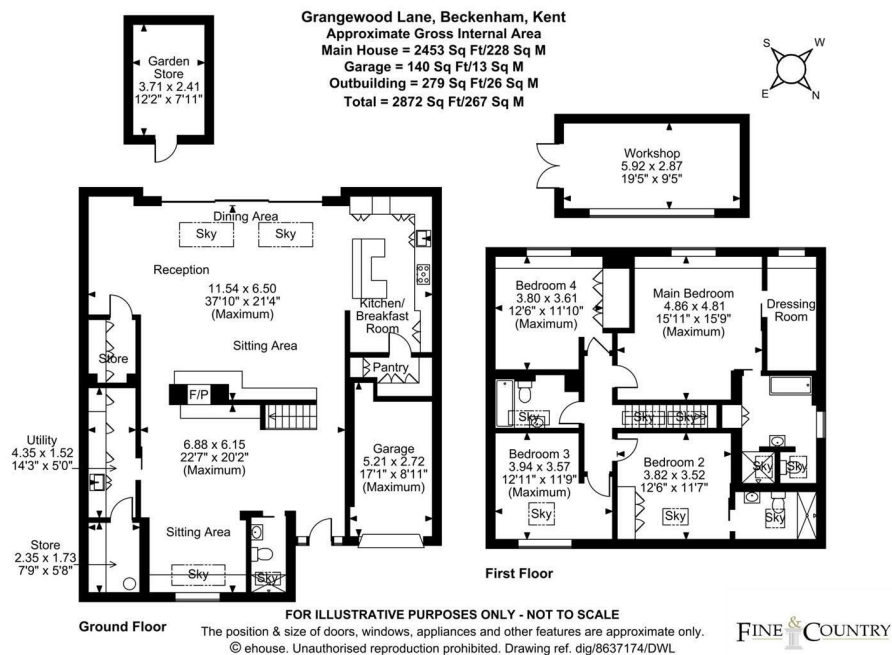 Grangewood Lane, Beckenham, Kent
Approximate Gross Internal Area
Main House = 2453 Sq Ft/228 Sq M
Garage = 140 Sq Ft/13 Sq M
Outbuilding = 279 Sq Ft/26 Sq M
Total = 2872 Sq Ft/267 Sq M
S
W
E
N
Garden
Store
3.71 x 2.41
12'2" x 7'11"
Workshop
5.92 x 2.87
19'5" x 9'5"
Dining Area
Sky
Sky
Reception
11.54 x 6.50
37'10" x 21'4"
(Maximum)
Kitchen/
Breakfast
Room
Sitting Area
Store
Pantry
F/P
Utility
4.35 x 1.52
14'3" x 5'0"
6.88 x 6.15
22'7" x 20'2"
(Maximum)
Garage
5.21 x 2.72
17'1" x 8'11"
(Maximum)
Store
2.35 x 1.73
7'9" x 5'8"
Sitting Area
Sky
Sky
Ground Floor
Bedroom 4
3.80 x 3.61
12'6" x 11'10"
(Maximum)
Main Bedroom
4.86 x 4.81
15'11" x 15'9"
(Maximum)
Dressing
Room
Sky
Sky
Sky
Bedroom 3
3.94 x 3.57
12'11" x 11'9"
(Maximum)
Sky
Bedroom 2
3.82 x 3.52
12'6" x 11'7"
Sky
Sky
Sky
Sky
First Floor
FOR ILLUSTRATIVE PURPOSES ONLY - NOT TO SCALE
The position & size of doors, windows, appliances and other features are approximate only.
© ehouse. Unauthorised reproduction prohibited. Drawing ref. dig/8637174/DWL
FINE & COUNTRY